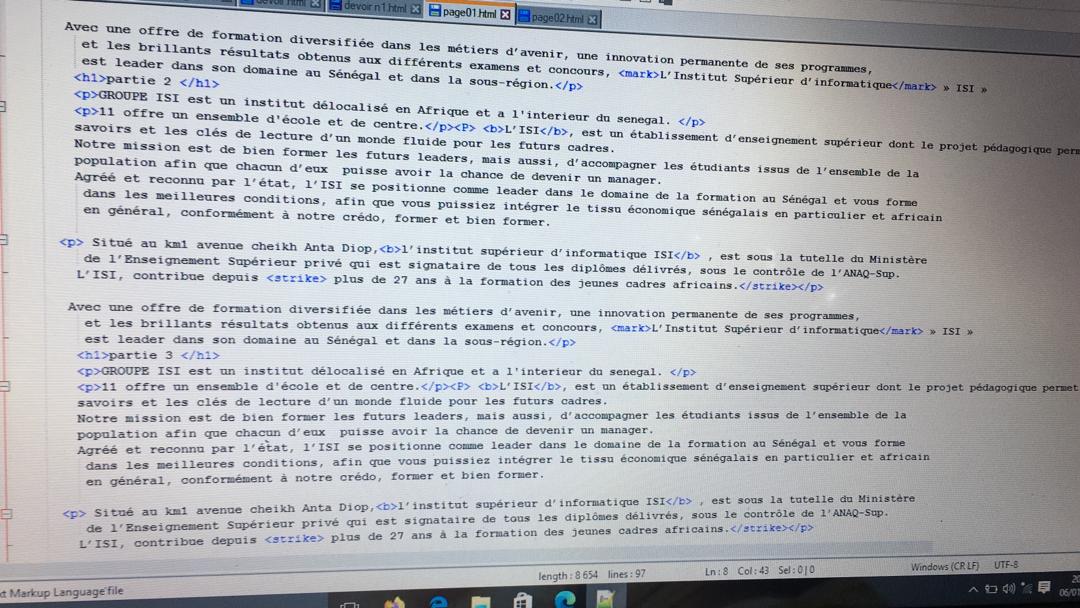 devoir.html
devoir n1.html
page01.html
page02.html
Avec une offre de formation diversifiée dans les métiers d'avenir, une innovation permanente de ses programmes,
et les brillants résultats obtenus aux différents examens et concours, <mark>L'Institut Supérieur d'informatique</mark> » ISI »
est leader dans son domaine au Sénégal et dans la sous-région.</p>
<h1>partie 2 </h1>
<p>GROUPE ISI est un institut délocalisé en Afrique et a l'interieur du senegal. </p>
<p>11 offre un ensemble d'école et de centre.</p><P> <b>L'ISI</b>, est un établissement d'enseignement supérieur dont le projet pédagogique perm
savoirs et les clés de lecture d'un monde fluide pour les futurs cadres.
Notre mission est de bien former les futurs leaders, mais aussi, d'accompagner les étudiants issus de l'ensemble de la
population afin que chacun d'eux  puisse avoir la chance de devenir un manager.
Agréé et reconnu par l'état, l'ISI se positionne comme leader dans le domaine de la formation au Sénégal et vous forme
dans les meilleures conditions, afin que vous puissiez intégrer le tissu économique sénégalais en particulier et africain
en général, conformément à notre crédo, former et bien former.
<p> Situé au km1 avenue cheikh Anta Diop,<b>l'institut supérieur d'informatique ISI</b> , est sous la tutelle du Ministère
de l'Enseignement Supérieur privé qui est signataire de tous les diplômes délivrés, sous le contrôle de l'ANAQ-Sup.
L'ISI, contribue depuis <strike> plus de 27 ans à la formation des jeunes cadres africains.</strike></p>
Avec une offre de formation diversifiée dans les métiers d'avenir, une innovation permanente de ses programmes,
et les brillants résultats obtenus aux différents examens et concours, <mark>L'Institut Supérieur d'informatique</mark> » ISI »
est leader dans son domaine au Sénégal et dans la sous-région.</p>
<h1>partie 3 </h1>
<p>GROUPE ISI est un institut délocalisé en Afrique et a l'interieur du senegal. </p>
<p>11 offre un ensemble d'école et de centre.</p><P> <b>L'ISI</b>, est un établissement d'enseignement supérieur dont le projet pédagogique permet
savoirs et les clés de lecture d'un monde fluide pour les futurs cadres.
Notre mission est de bien former les futurs leaders, mais aussi, d'accompagner les étudiants issus de l'ensemble de la
population afin que chacun d'eux  puisse avoir la chance de devenir un manager.
Agréé et reconnu par l'état, l'ISI se positionne comme leader dans le domaine de la formation au Sénégal et vous forme
dans les meilleures conditions, afin que vous puissiez intégrer le tissu économique sénégalais en particulier et africain
en général, conformément à notre crédo, former et bien former.
<p> Situé au km1 avenue cheikh Anta Diop,<b>l'institut supérieur d'informatique ISI</b> , est sous la tutelle du Ministère
de l'Enseignement Supérieur privé qui est signataire de tous les diplômes délivrés, sous le contrôle de l'ANAQ-Sup.
L'ISI, contribue depuis <strike> plus de 27 ans à la formation des jeunes cadres africains.</strike></p>
t Markup Language file length : 8 654 lines : 97 Ln : 8 Col : 43 Sel : 0 | 0 Windows (CR LF) UTF-8
20
06/01